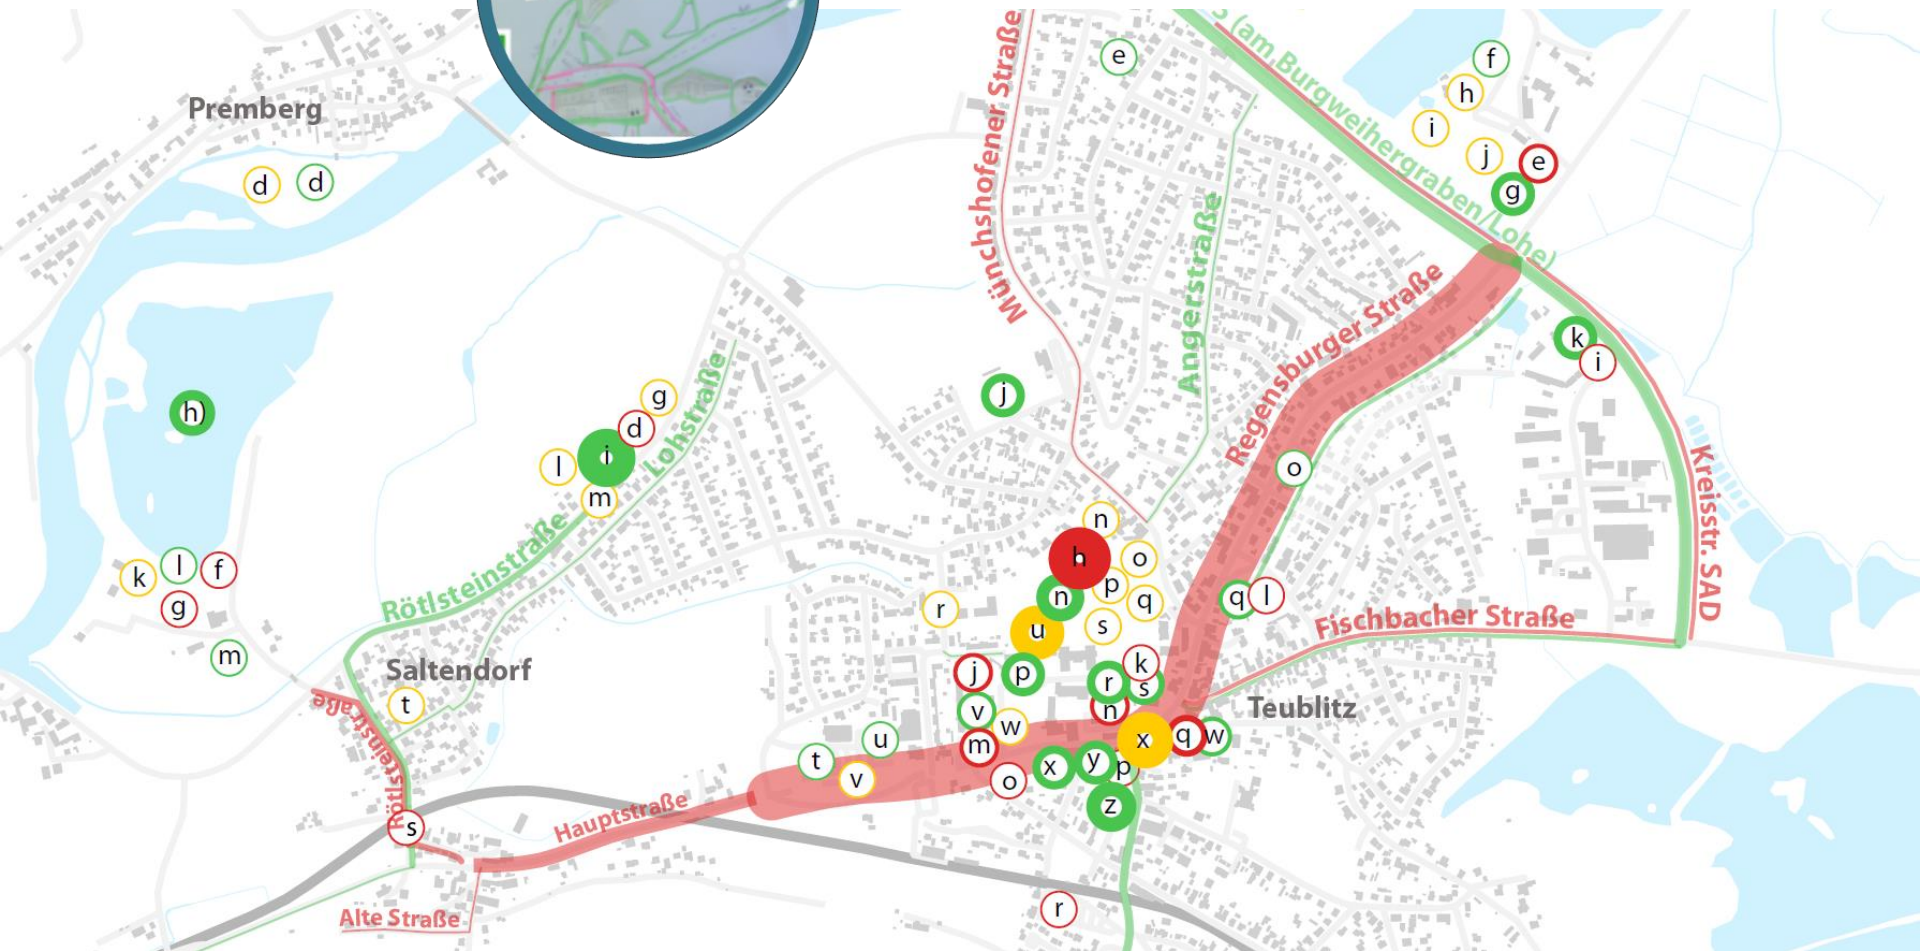 Premberg
Münchshofener Straße
(am Burgweihergraben/Lohe)
Angerstraße
Regensburger Straße
Kreisstr. SAD
Lohstraße
Rötlsteinstraße
Fischbacher Straße
Saltendorf
Teublitz
Rötlsteinstraße
Hauptstraße
Alte Straße
e
f
h
i
j
e
g
d
d
k
i
h)
g
d
i
l
m
j
o
n
h
o
p
n
q
s
u
r
q
l
k
l
f
g
m
t
j
p
k
r
s
n
v
w
m
u
t
v
o
x
y
p
x
q
w
z
s
r